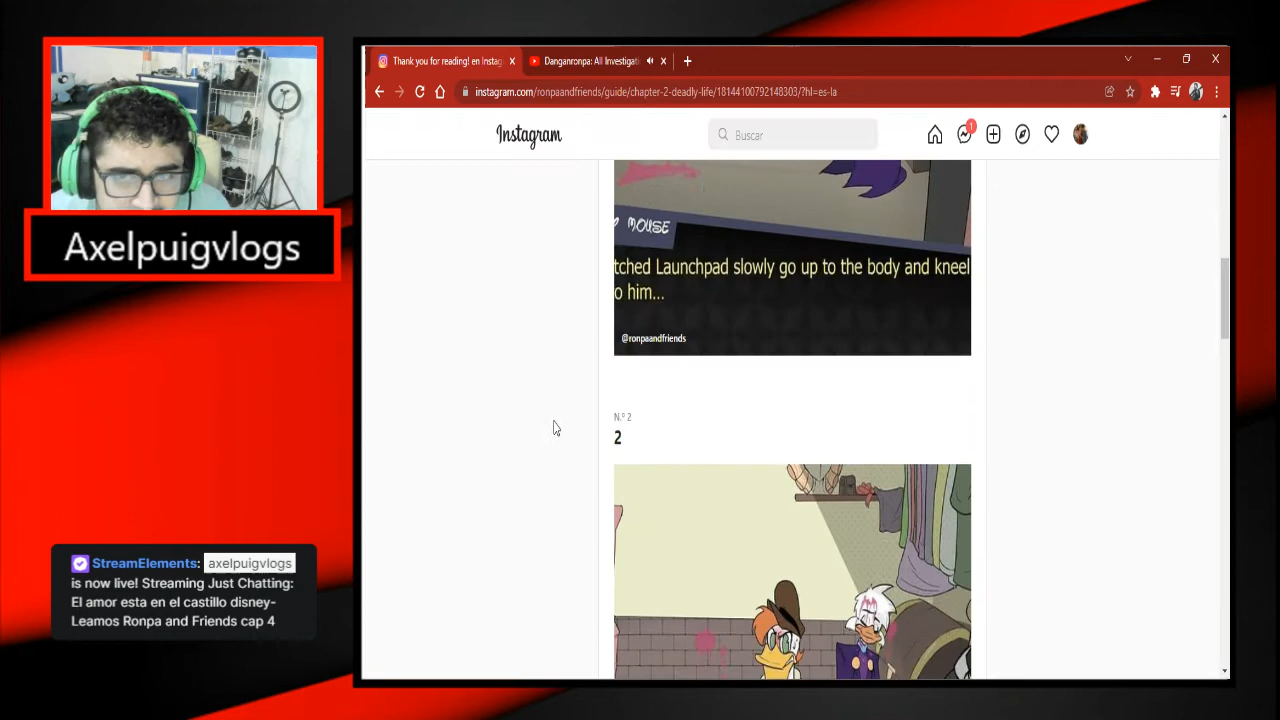 Axelpuigvlogs
StreamElements: axelpuigvlogs
is now live! Streaming Just Chatting:
El amor esta en el castillo disney-
Leamos Ronpa and Friends cap 4
Thank you for reading! en Instag
Danganronpa: All Investigati
instagram.com/ronpaandfriends/guide/chapter-2-deadly-life/18144100792148303/?hl=es-la
Instagram
Buscar
1
MOUSE
tched Launchpad slowly go up to the body and kneel
o him...
@ronpaandfriends
N.º 2
2